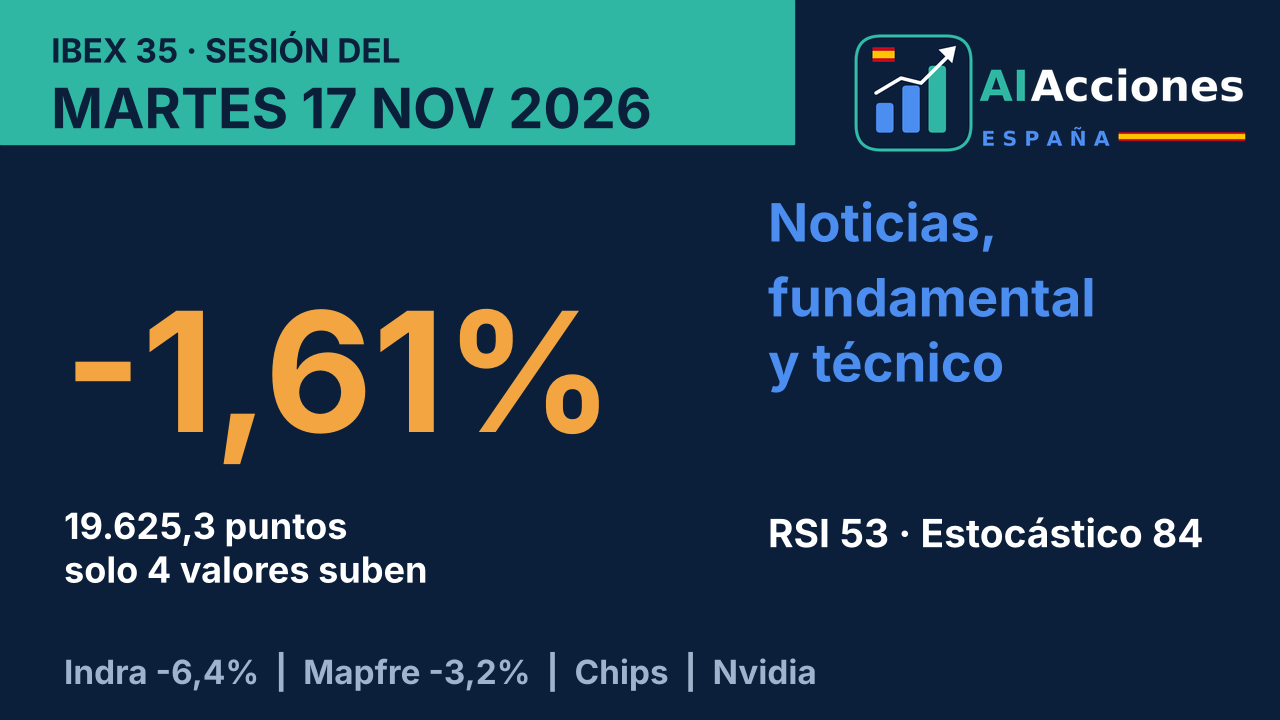 IBEX 35 · SESIÓN DEL
MARTES 17 NOV 2026
AIAcciones
ESPAÑA
Noticias,
fundamental
y técnico
-1,61%
19.625,3 puntos
solo 4 valores suben
RSI 53 · Estocástico 84
Indra -6,4% | Mapfre -3,2% | Chips | Nvidia